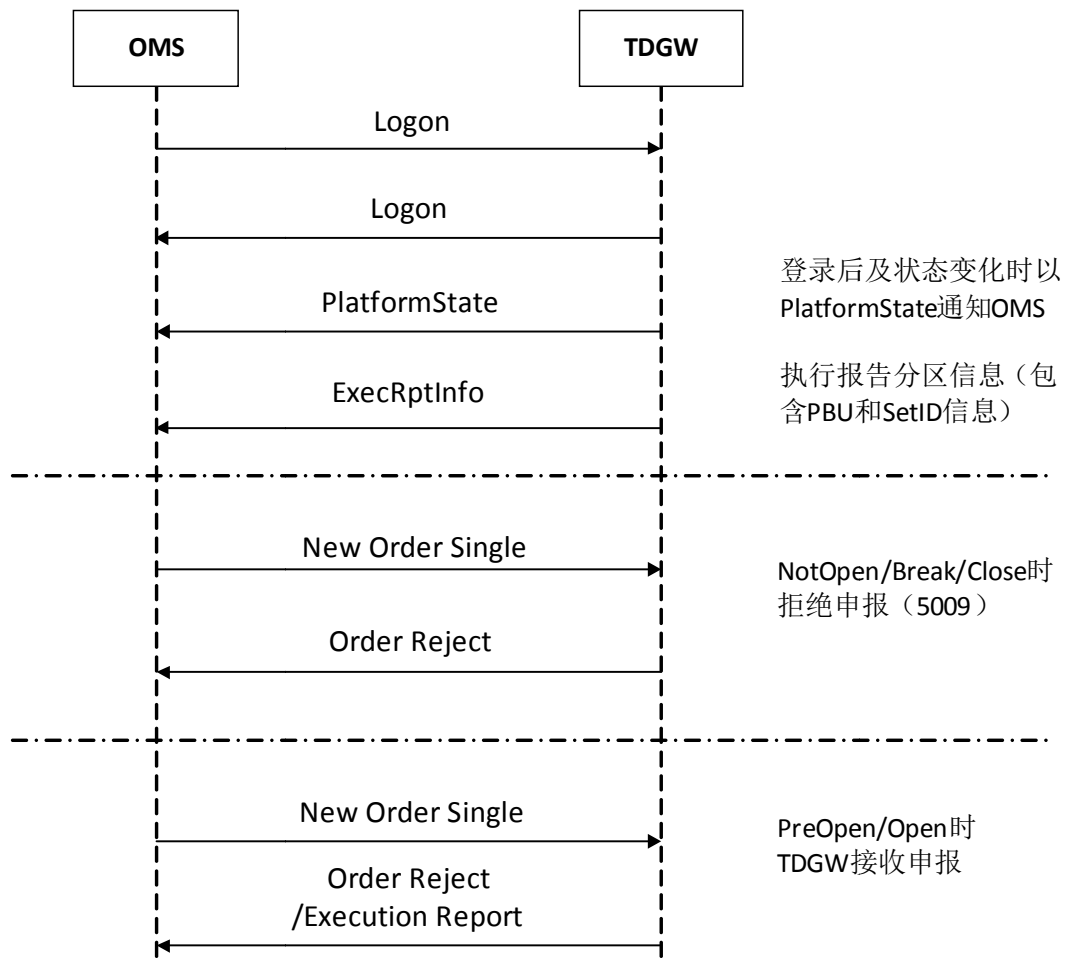 OMS
TDGW
Logon
Logon
登录后及状态变化时以
PlatformState通知OMS
PlatformState
执行报告分区信息（包
含PBU和SetID信息）
ExecRptInfo
New Order Single
NotOpen/Break/Close时
拒绝申报（5009）
Order Reject
New Order Single
PreOpen/Open时
TDGW接收申报
Order Reject
/Execution Report